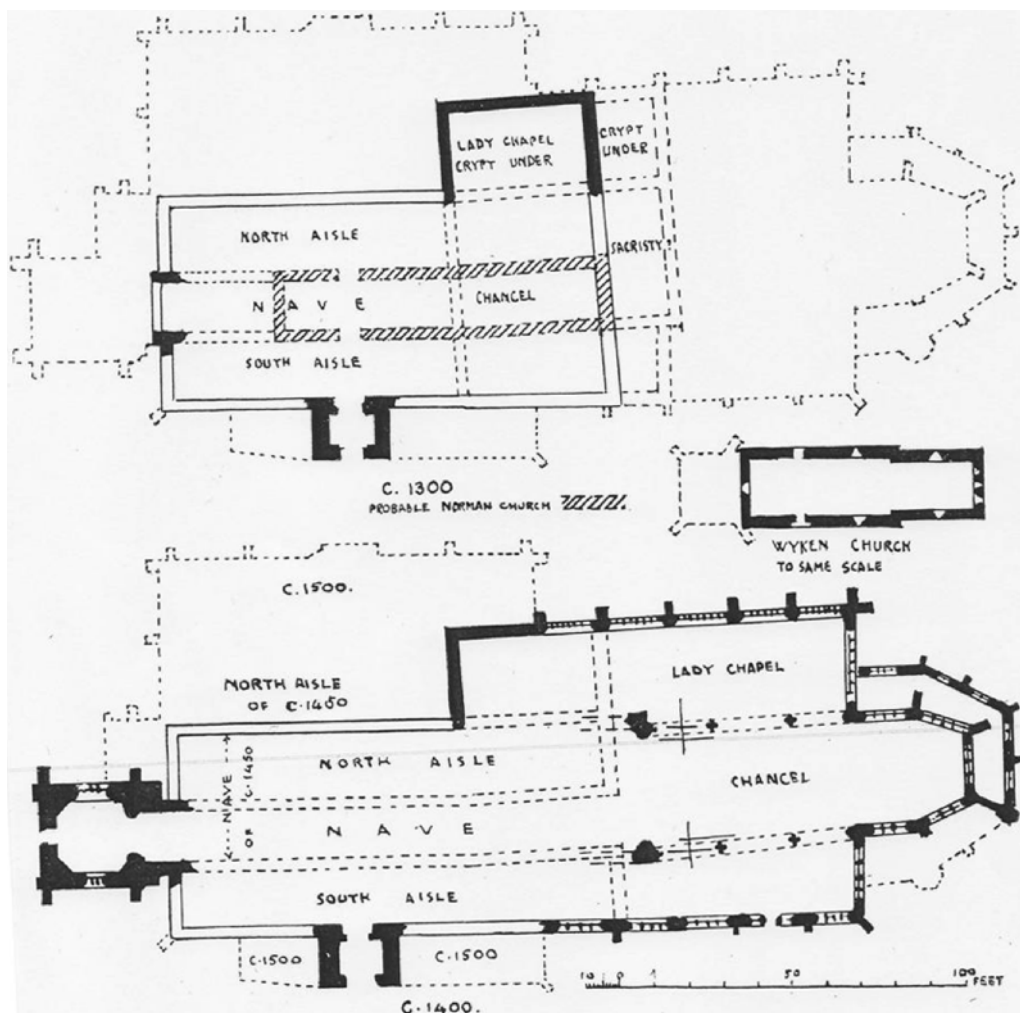 LADY CHAPEL
CRYPT UNDER
CRYPT
UNDER
NORTH AISLE
SACRISTY
NAVE
CHANCEL
SOUTH AISLE
C. 1300
PROBABLE NORMAN CHURCH
WYKEN CHURCH
TO SAME SCALE
C.1500.
NORTH AISLE
OF C.1450
LADY CHAPEL
NAVE
OF C.1450
NORTH AISLE
CHANCEL
NAVE
SOUTH AISLE
C.1500
C.1500
10 0 50 100
FEET
C.1400.